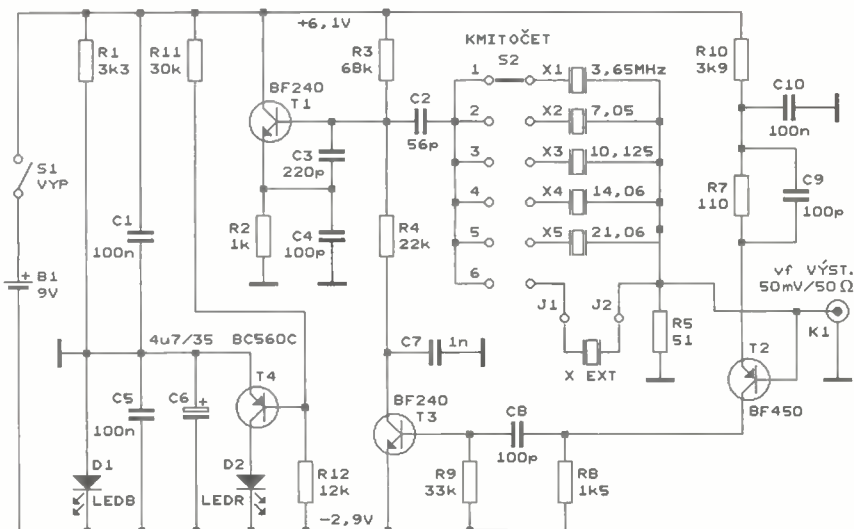 +6,1V
R1
3k3
R11
30k
R3
68k
KMITOČET
S2
R10
3k9
BF240
T1
C2
56p
1
2
3
4
5
6
X1
3,65MHz
X2
7,05
X3
10,125
X4
14,06
X5
21,06
C10
100n
S1
VYP
C3
220p
R7
110
C9
100p
C1
100n
R2
1k
C4
100p
R4
22k
B1
9V
+
J1
J2
X EXT
R5
51
vf VÝST.
50mV/50Ω
K1
4u7/35
BC560C
C7
1n
T2
BF450
T4
C5
100n
C6
+
BF240
T3
C8
100p
D1
LEDB
D2
LEDR
R12
12k
R9
33k
R8
1k5
-2,9V